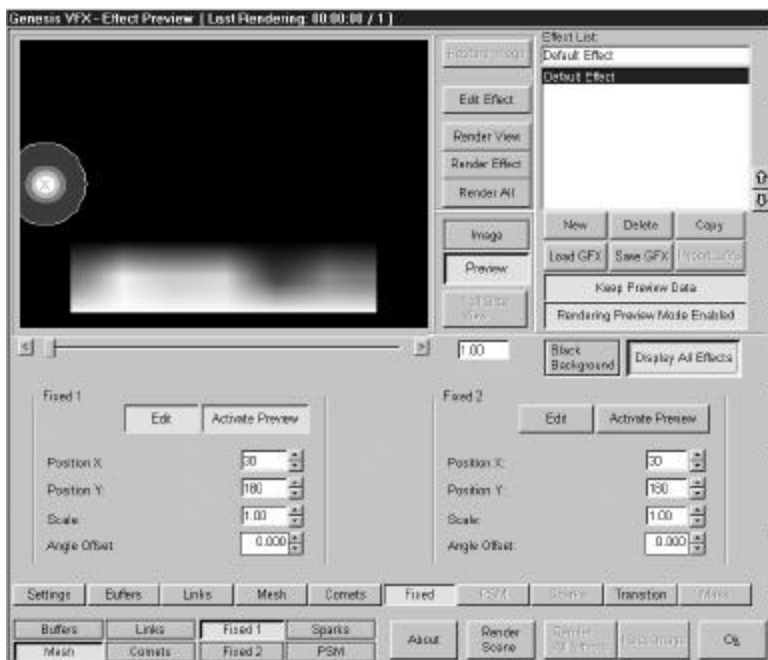 Genesis VFX - Effect Preview [ Last Rendering: 00:00:00 / 1 ]
Effect List:
Default Effect
Default Effect
Edit Effect
Render View
Render Effect
Render All
New Delete Copy
Load GFX Save GFX
Image
Preview
Keep Preview Data
Rendering Preview Mode Enabled
< > 1.00
Black Background
Display All Effects
Fixed 1
Edit Activate Preview
Position X: 30
Position Y: 180
Scale: 1.00
Angle Offset: 0.000
Fixed 2
Edit Activate Preview
Position X: 30
Position Y: 180
Scale: 1.00
Angle Offset: 0.000
Settings Buffers Links Mesh Comets Fixed PSM Sparks Transition
Buffers Links Fixed 1 Sparks
Mesh Comets Fixed 2 PSM
About
Render Scene
Ok